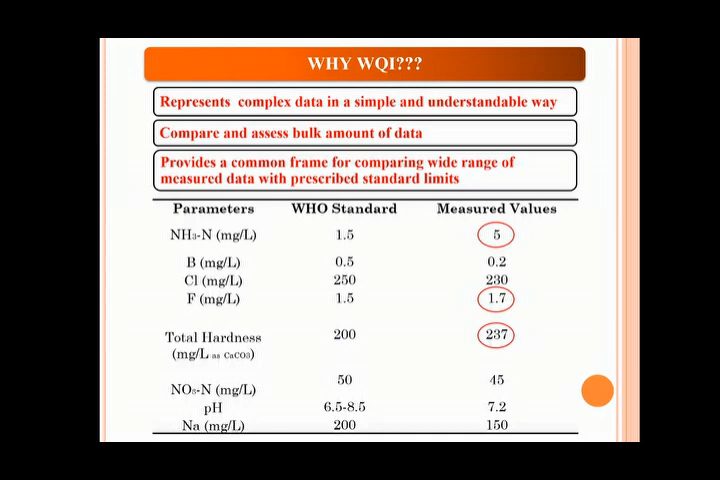 WHY WQI???
Represents complex data in a simple and understandable way
Compare and assess bulk amount of data
Provides a common frame for comparing wide range of
measured data with prescribed standard limits
Parameters WHO Standard Measured Values
NH₃-N (mg/L) 1.5 5
B (mg/L) 0.5 0.2
Cl (mg/L) 250 230
F (mg/L) 1.5 1.7
Total Hardness 200 237
(mg/L as CaCO₃)
NO₃-N (mg/L) 50 45
pH 6.5-8.5 7.2
Na (mg/L) 200 150